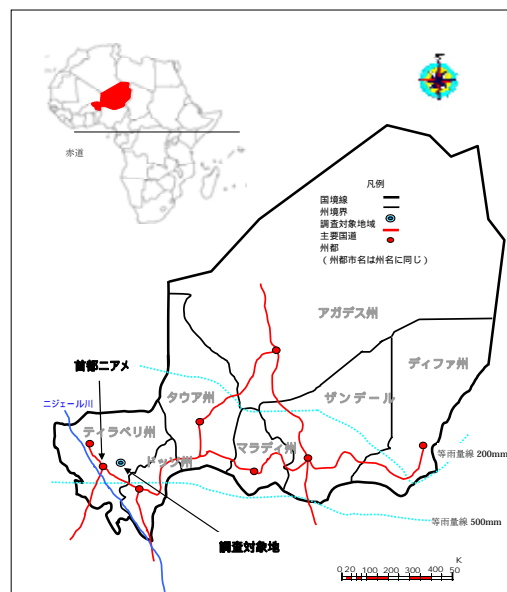 赤道
凡例
国境線
州境界
調査対象地域
主要国道
州都
（州都市名は州名に同じ）
アガデス州
ディファ州
首都ニアメ
タウア州
ザンデール
ニジェール川
ティラベリ州
マラディ州
ドッソ州
等雨量線 200mm
等雨量線 500mm
調査対象地
K
0 20 100 200 300 400 50